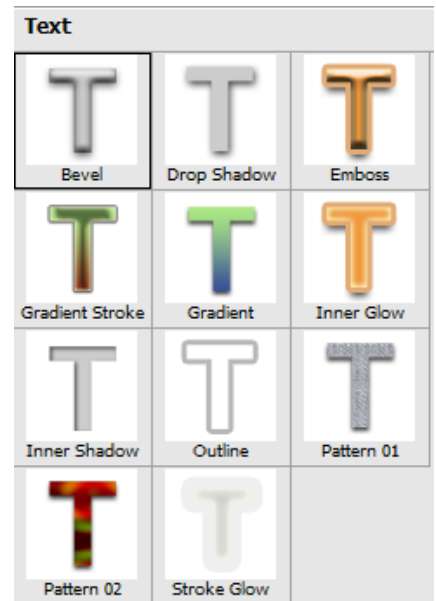 Text
Bevel
Drop Shadow
Emboss
Gradient Stroke
Gradient
Inner Glow
Inner Shadow
Outline
Pattern 01
Pattern 02
Stroke Glow